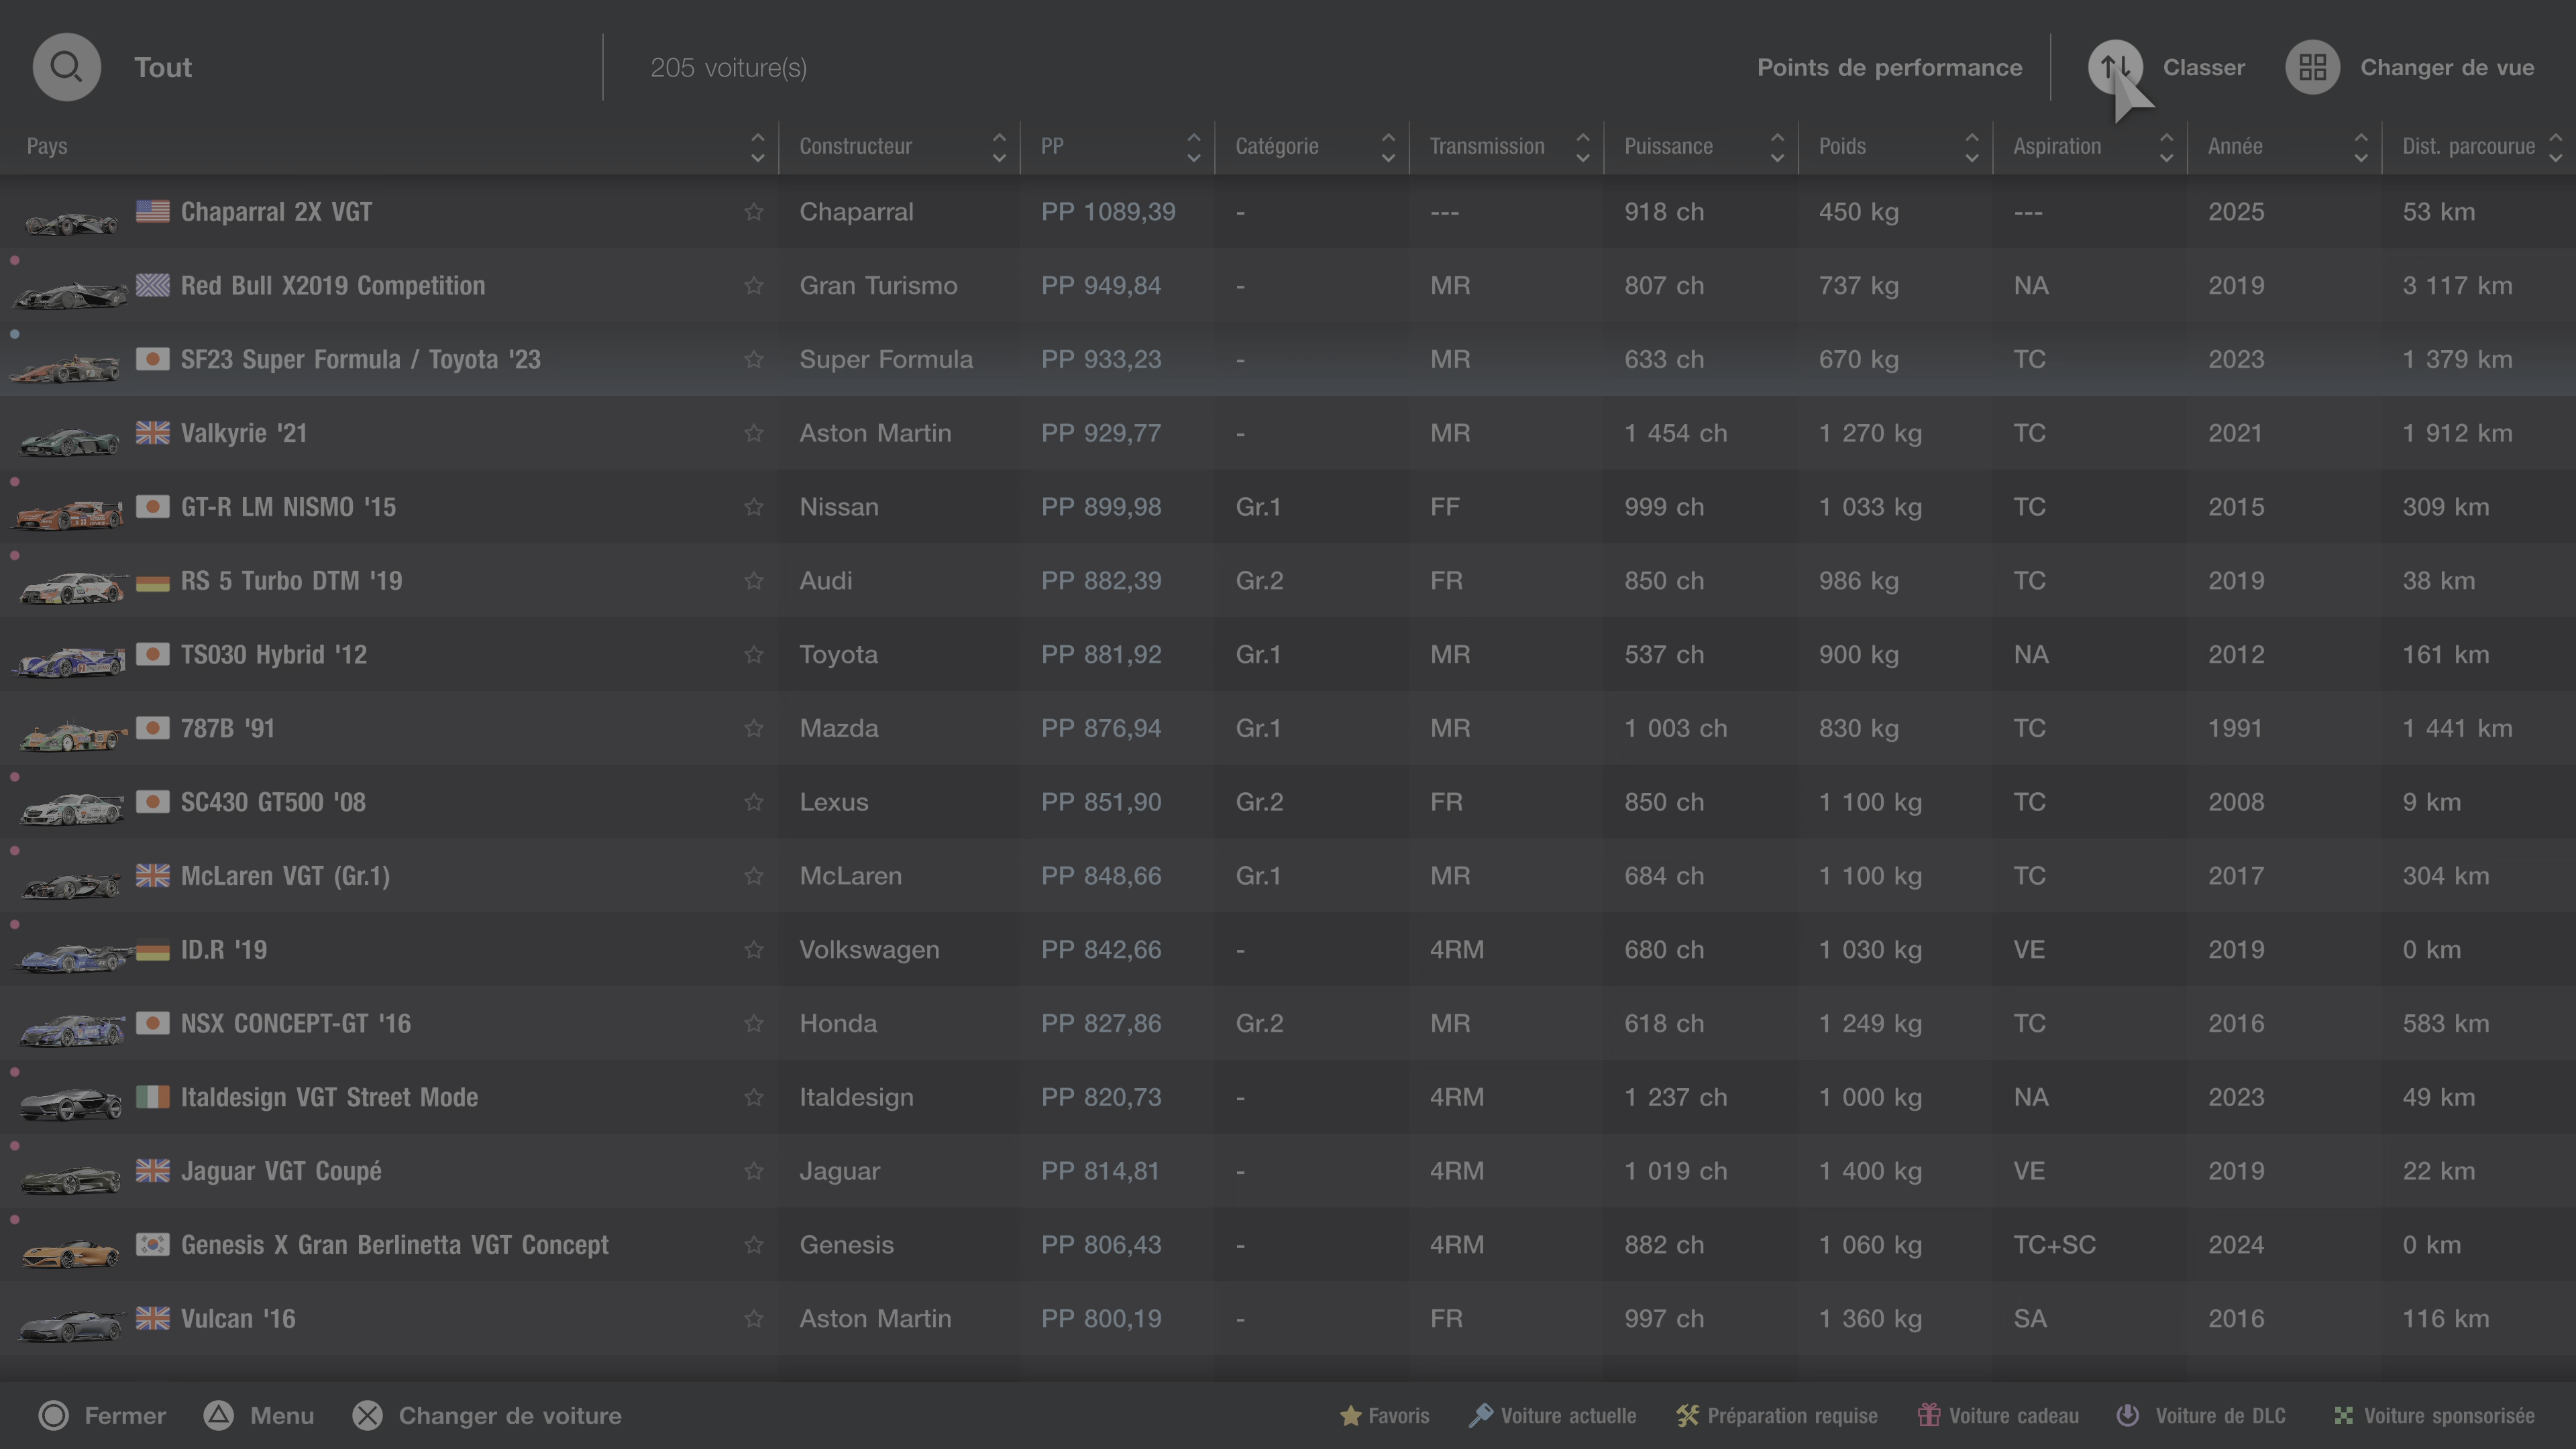 Tout 205 voiture(s) Points de performance Classer Changer de vue
Pays Constructeur PP Catégorie Transmission Puissance Poids Aspiration Année Dist. parcourue
Chaparral 2X VGT Chaparral PP 1089,39 - --- 918 ch 450 kg --- 2025 53 km
Red Bull X2019 Competition Gran Turismo PP 949,84 - MR 807 ch 737 kg NA 2019 3 117 km
SF23 Super Formula / Toyota '23 Super Formula PP 933,23 - MR 633 ch 670 kg TC 2023 1 379 km
Valkyrie '21 Aston Martin PP 929,77 - MR 1 454 ch 1 270 kg TC 2021 1 912 km
GT-R LM NISMO '15 Nissan PP 899,98 Gr.1 FF 999 ch 1 033 kg TC 2015 309 km
RS 5 Turbo DTM '19 Audi PP 882,39 Gr.2 FR 850 ch 986 kg TC 2019 38 km
TS030 Hybrid '12 Toyota PP 881,92 Gr.1 MR 537 ch 900 kg NA 2012 161 km
787B '91 Mazda PP 876,94 Gr.1 MR 1 003 ch 830 kg TC 1991 1 441 km
SC430 GT500 '08 Lexus PP 851,90 Gr.2 FR 850 ch 1 100 kg TC 2008 9 km
McLaren VGT (Gr.1) McLaren PP 848,66 Gr.1 MR 684 ch 1 100 kg TC 2017 304 km
ID.R '19 Volkswagen PP 842,66 - 4RM 680 ch 1 030 kg VE 2019 0 km
NSX CONCEPT-GT '16 Honda PP 827,86 Gr.2 MR 618 ch 1 249 kg TC 2016 583 km
Italdesign VGT Street Mode Italdesign PP 820,73 - 4RM 1 237 ch 1 000 kg NA 2023 49 km
Jaguar VGT Coupé Jaguar PP 814,81 - 4RM 1 019 ch 1 400 kg VE 2019 22 km
Genesis X Gran Berlinetta VGT Concept Genesis PP 806,43 - 4RM 882 ch 1 060 kg TC+SC 2024 0 km
Vulcan '16 Aston Martin PP 800,19 - FR 997 ch 1 360 kg SA 2016 116 km
Fermer Menu Changer de voiture Favoris Voiture actuelle Préparation requise Voiture cadeau Voiture de DLC Voiture sponsorisée